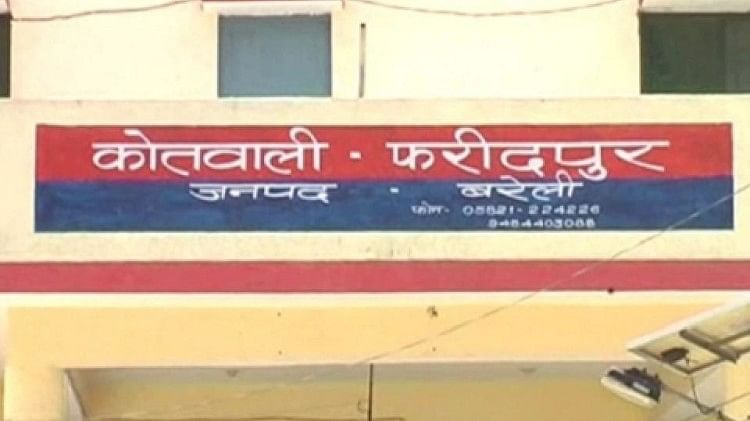 कोतवाली - फरीदपुर
जनपद - बरेली
फोन- 05821-224226
9454403088